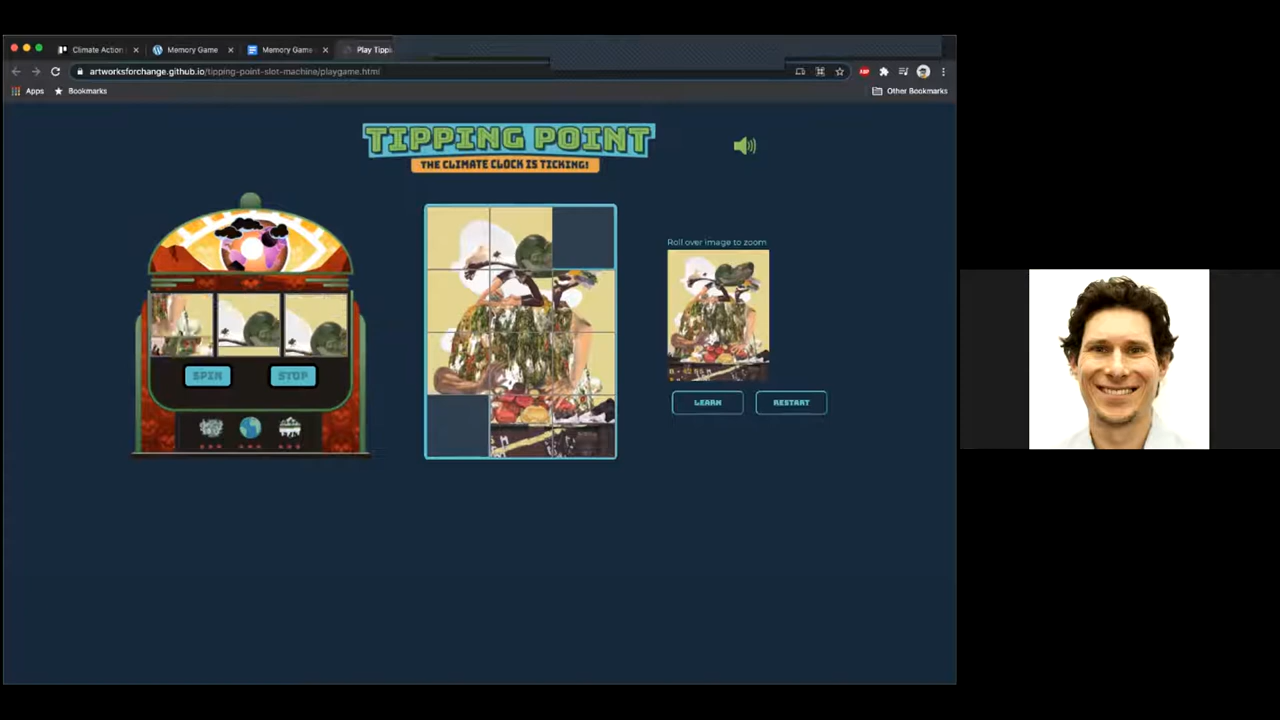 Climate Action
Memory Game
Memory Game
Play Tippi
artworksforchange.github.io/tipping-point-slot-machine/playgame.html
ABP
Apps
Bookmarks
Other Bookmarks
TIPPING POINT
THE CLIMATE CLOCK IS TICKING!
Roll over image to zoom
SPIN
STOP
LEARN
RESTART